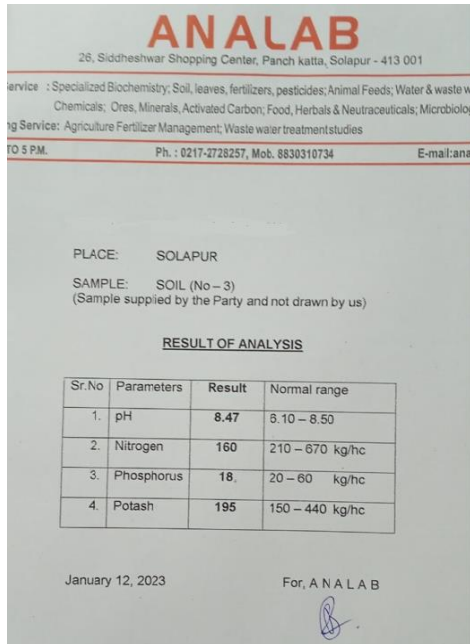 ANALAB
26, Siddheshwar Shopping Center, Panch katta, Solapur - 413 001
ervice : Specialized Biochemistry; Soil, leaves, fertilizers, pesticides; Animal Feeds; Water & waste w
Chemicals; Ores, Minerals, Activated Carbon; Food, Herbals & Neutraceuticals; Microbiolog
ng Service: Agriculture Fertilizer Management; Waste water treatment studies
TO 5 P.M. Ph. : 0217-2728257, Mob. 8830310734 E-mail:ana
PLACE: SOLAPUR
SAMPLE: SOIL (No – 3)
(Sample supplied by the Party and not drawn by us)
RESULT OF ANALYSIS
Sr.No Parameters Result Normal range
1. pH 8.47 6.10 – 8.50
2. Nitrogen 160 210 – 670 kg/hc
3. Phosphorus 18. 20 – 60 kg/hc
4. Potash 195 150 – 440 kg/hc
January 12, 2023 For, A N A L A B